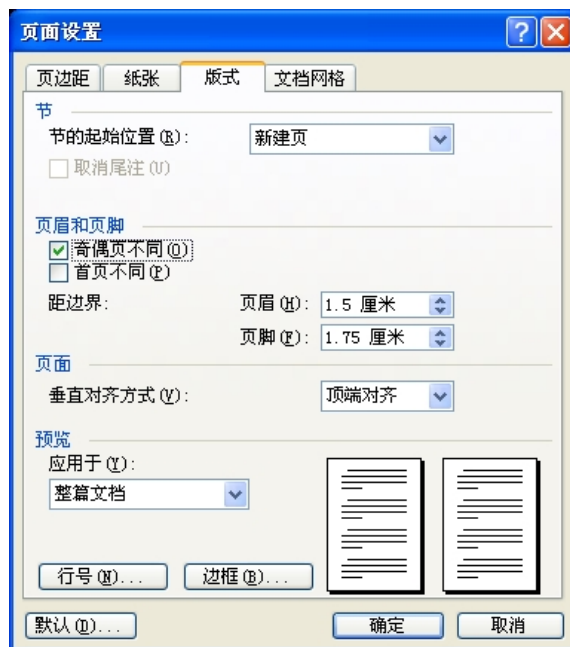 页面设置
页边距 纸张 版式 文档网格
节
节的起始位置(R): 新建页
取消尾注(U)
页眉和页脚
奇偶页不同(O)
首页不同(P)
距边界: 页眉(H): 1.5 厘米
页脚(F): 1.75 厘米
页面
垂直对齐方式(V): 顶端对齐
预览
应用于(Y):
整篇文档
行号(N)... 边框(B)...
默认(D)... 确定 取消